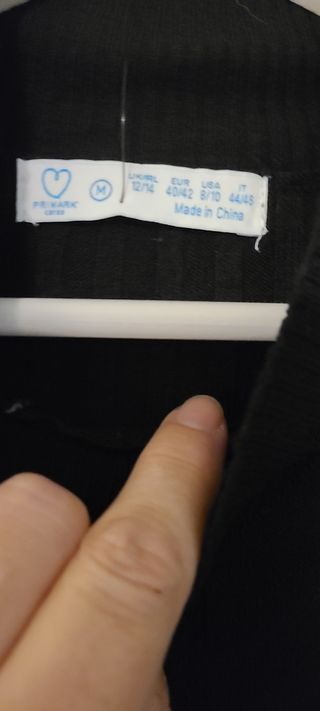 PRIMARK
cares
M
UK/IRL EUR USA IT
12/14 40/42 8/10 44/46
Made in China